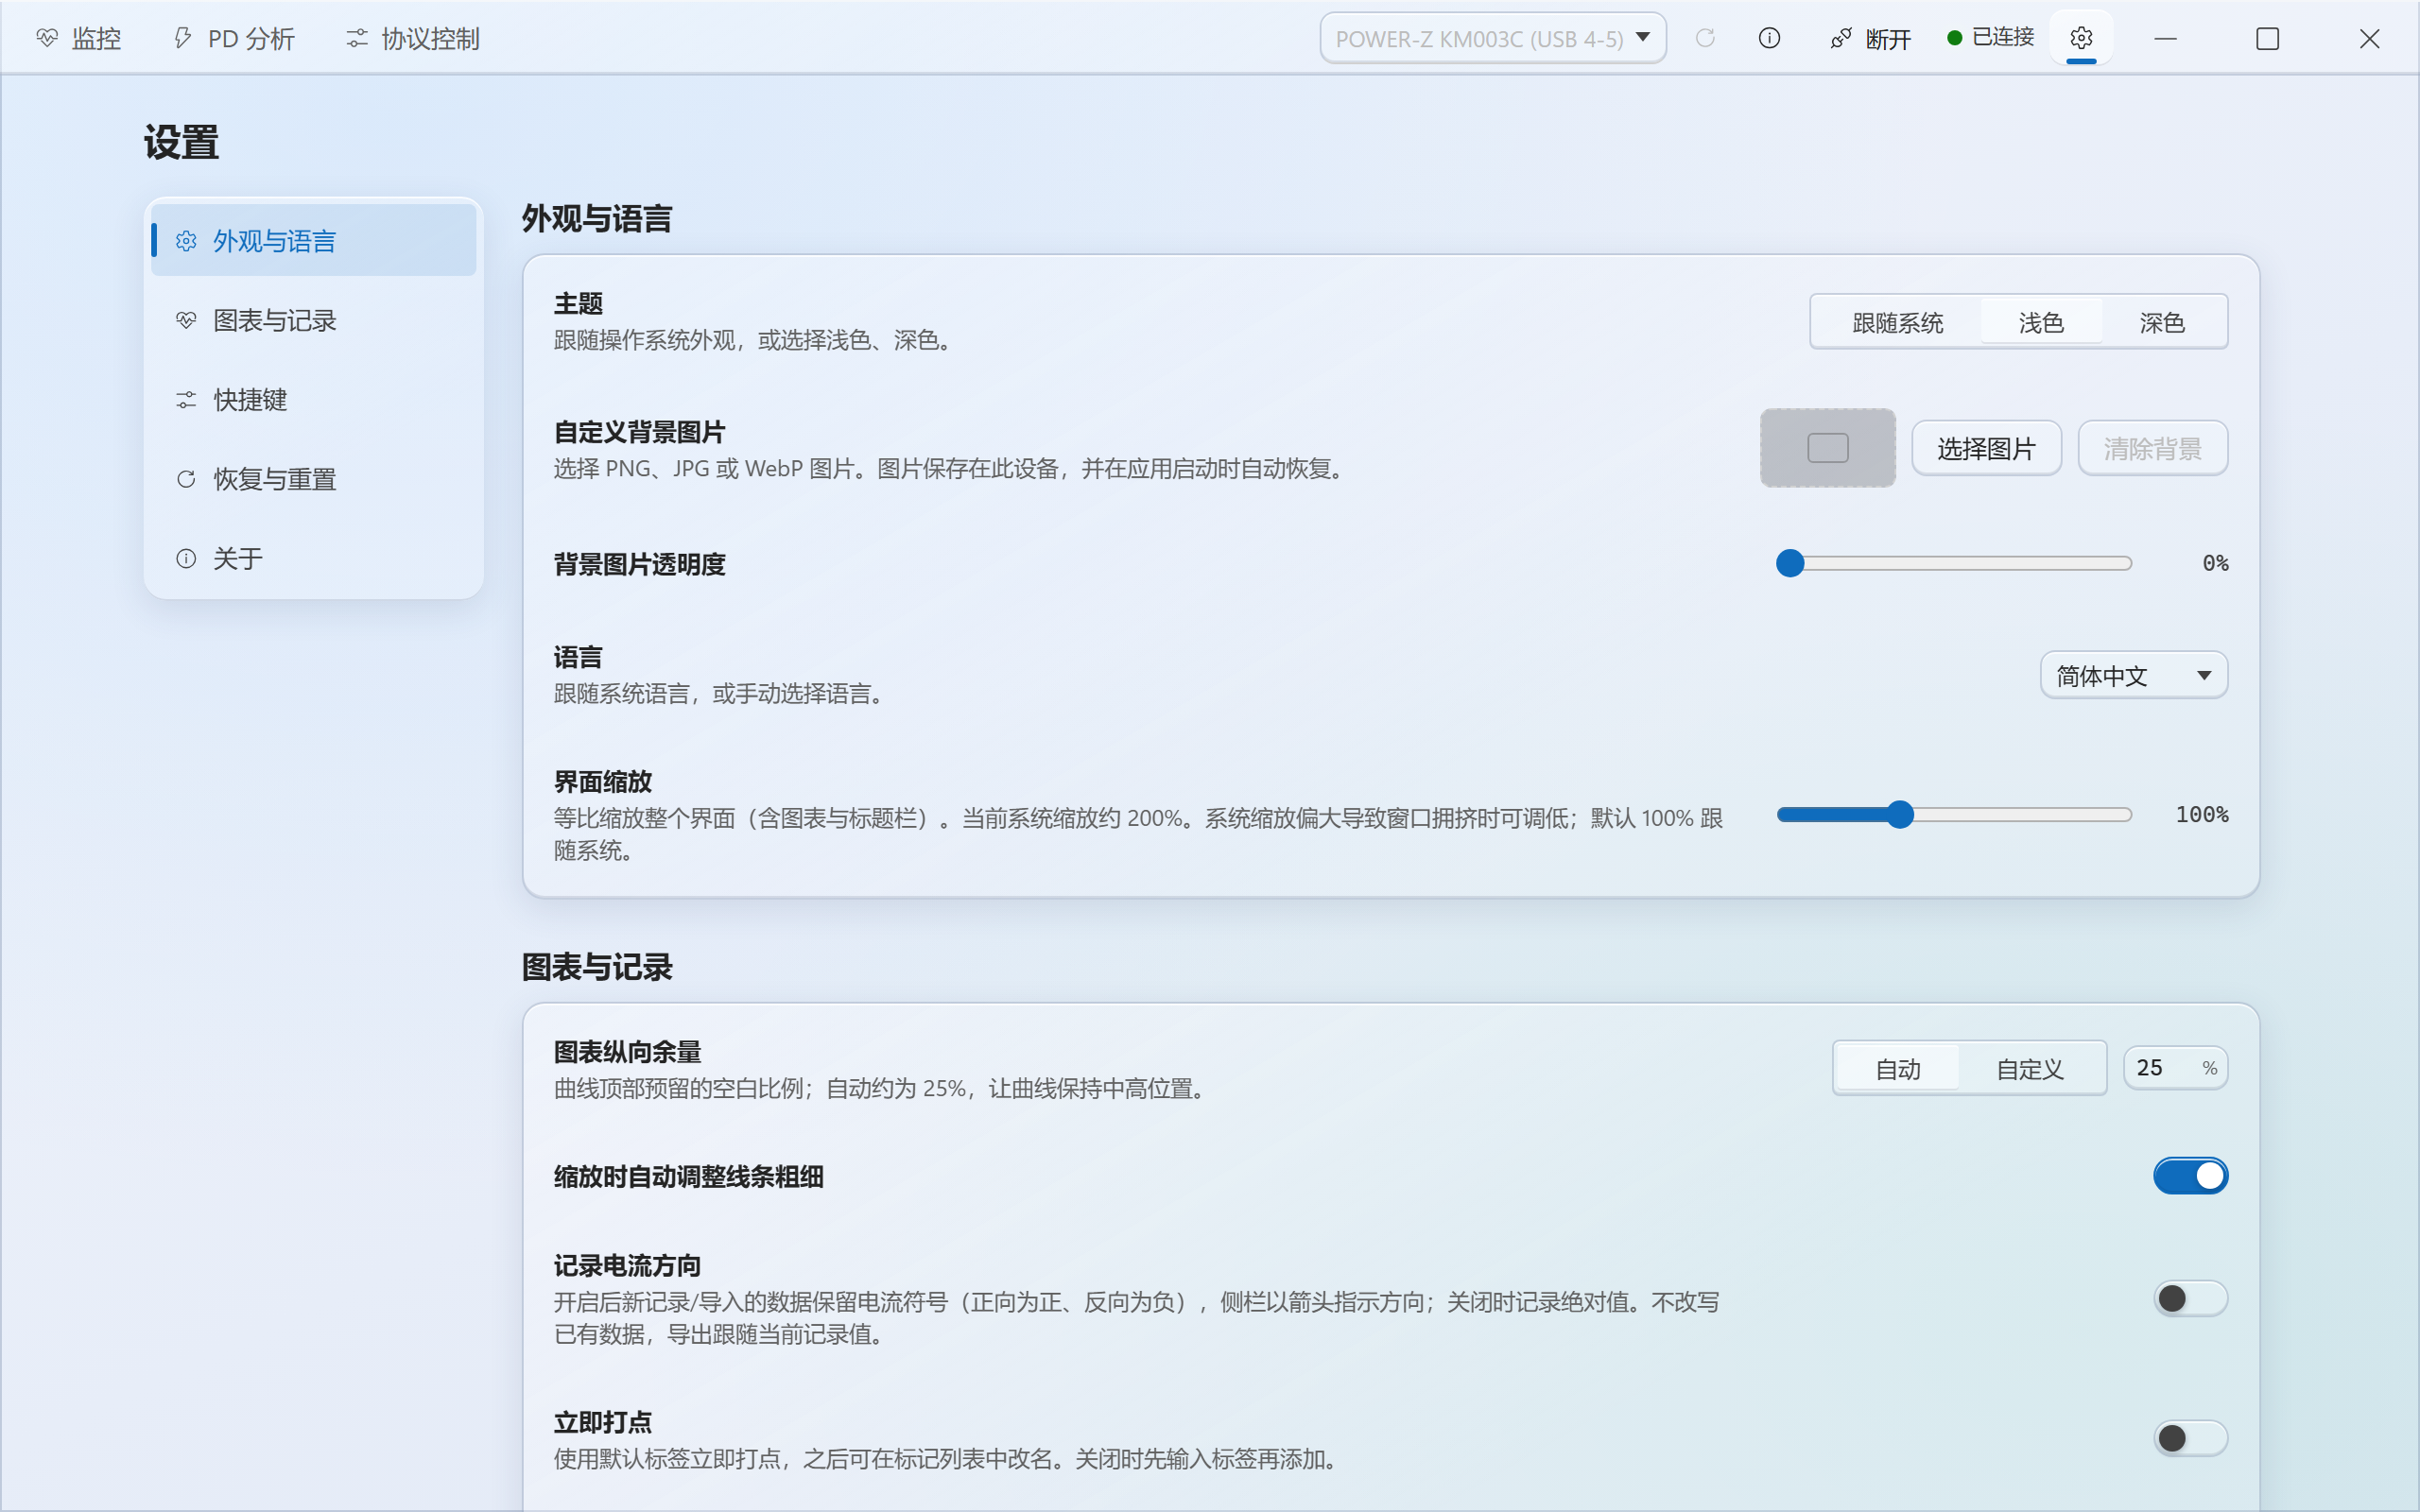 监控
PD 分析
协议控制
POWER-Z KM003C (USB 4-5)
断开
已连接
设置
外观与语言
图表与记录
快捷键
恢复与重置
关于
外观与语言
主题
跟随操作系统外观，或选择浅色、深色。
跟随系统
浅色
深色
自定义背景图片
选择 PNG、JPG 或 WebP 图片。图片保存在此设备，并在应用启动时自动恢复。
选择图片
清除背景
背景图片透明度
0%
语言
跟随系统语言，或手动选择语言。
简体中文
界面缩放
等比缩放整个界面（含图表与标题栏）。当前系统缩放约 200%。系统缩放偏大导致窗口拥挤时可调低；默认 100% 跟
随系统。
100%
图表与记录
图表纵向余量
曲线顶部预留的空白比例；自动约为 25%，让曲线保持中高位置。
自动
自定义
25 %
缩放时自动调整线条粗细
记录电流方向
开启后新记录/导入的数据保留电流符号（正向为正、反向为负），侧栏以箭头指示方向；关闭时记录绝对值。不改写
已有数据，导出跟随当前记录值。
立即打点
使用默认标签立即打点，之后可在标记列表中改名。关闭时先输入标签再添加。